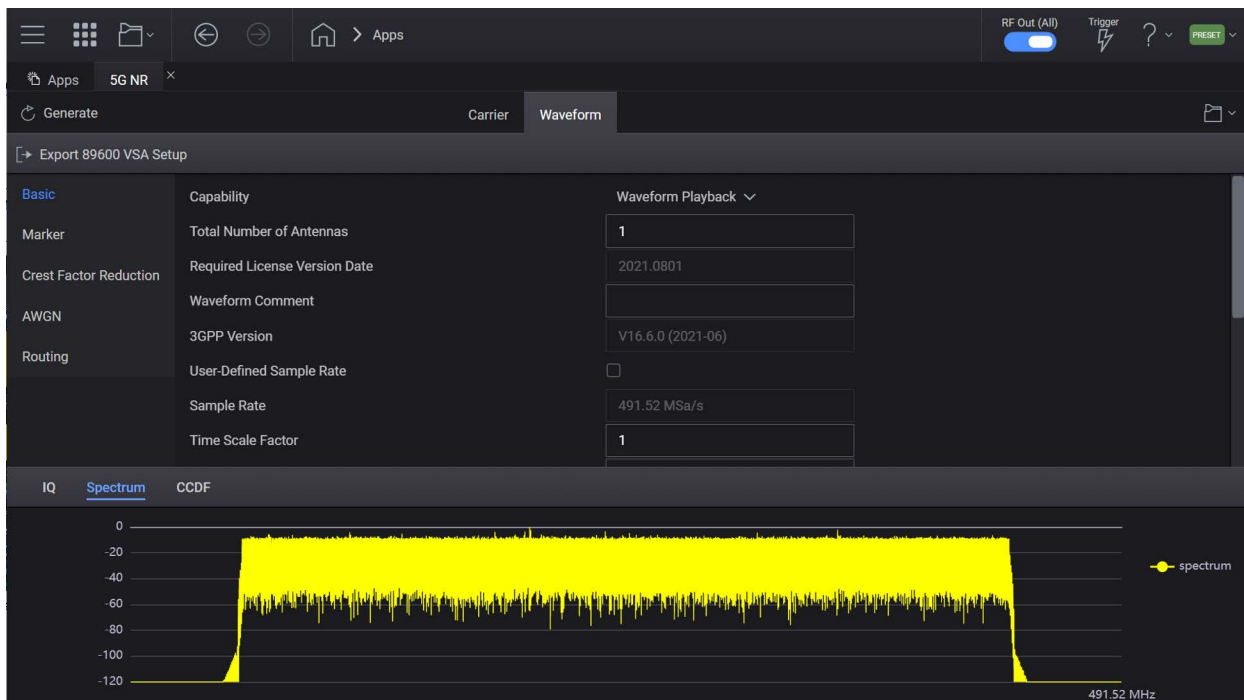 Apps
RF Out (All)
Trigger
PRESET
Apps
5G NR
Generate
Carrier
Waveform
Export 89600 VSA Setup
Basic
Marker
Crest Factor Reduction
AWGN
Routing
Capability
Waveform Playback
Total Number of Antennas
1
Required License Version Date
2021.0801
Waveform Comment
3GPP Version
V16.6.0 (2021-06)
User-Defined Sample Rate
Sample Rate
491.52 MSa/s
Time Scale Factor
1
IQ
Spectrum
CCDF
0
-20
-40
-60
-80
-100
-120
spectrum
491.52 MHz